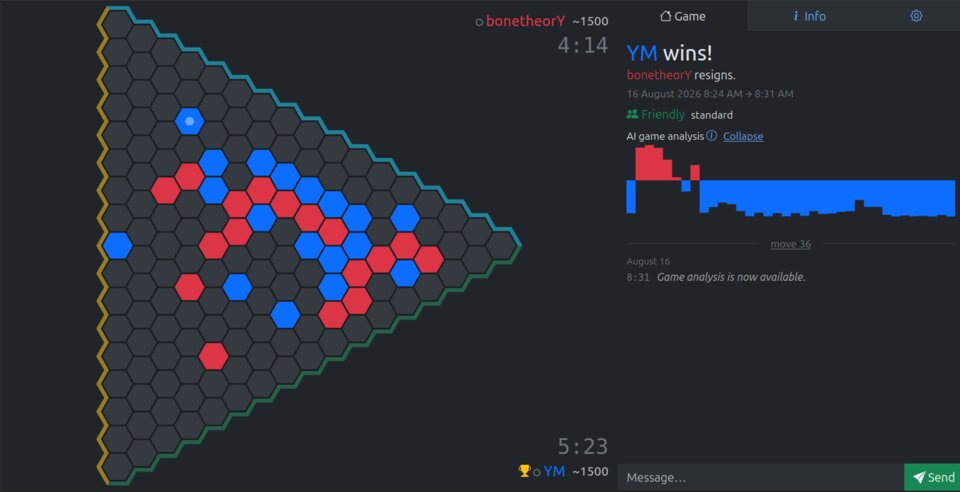 bonetheorY ~1500
4:14
Game
Info
YM wins!
bonetheorY resigns.
16 August 2026 8:24 AM → 8:31 AM
Friendly standard
AI game analysis Collapse
move 36
August 16
8:31 Game analysis is now available.
5:23
YM ~1500
Message…
Send